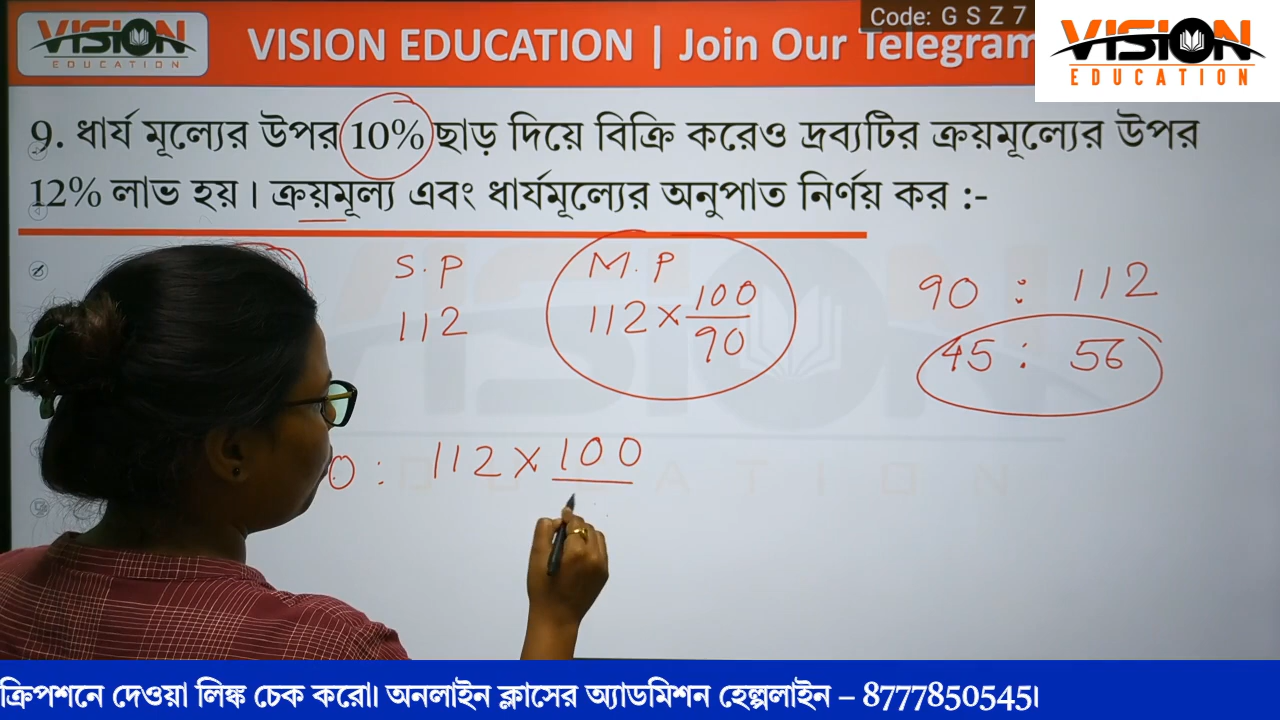 VISION EDUCATION
VISION EDUCATION | Join Our Telegram
Code: G S Z 7
VISION
EDUCATION
9. ধার্য মূল্যের উপর 10% ছাড় দিয়ে বিক্রি করেও দ্রব্যটির ক্রয়মূল্যের উপর
12% লাভ হয়। ক্রয়মূল্য এবং ধার্যমূল্যের অনুপাত নির্ণয় কর :-
S.P M.P
112 112 × 100/90
90 : 112
45 : 56
0 : 112 × 100
ক্রিপশনে দেওয়া লিঙ্ক চেক করো। অনলাইন ক্লাসের অ্যাডমিশন হেল্পলাইন – 8777850545।